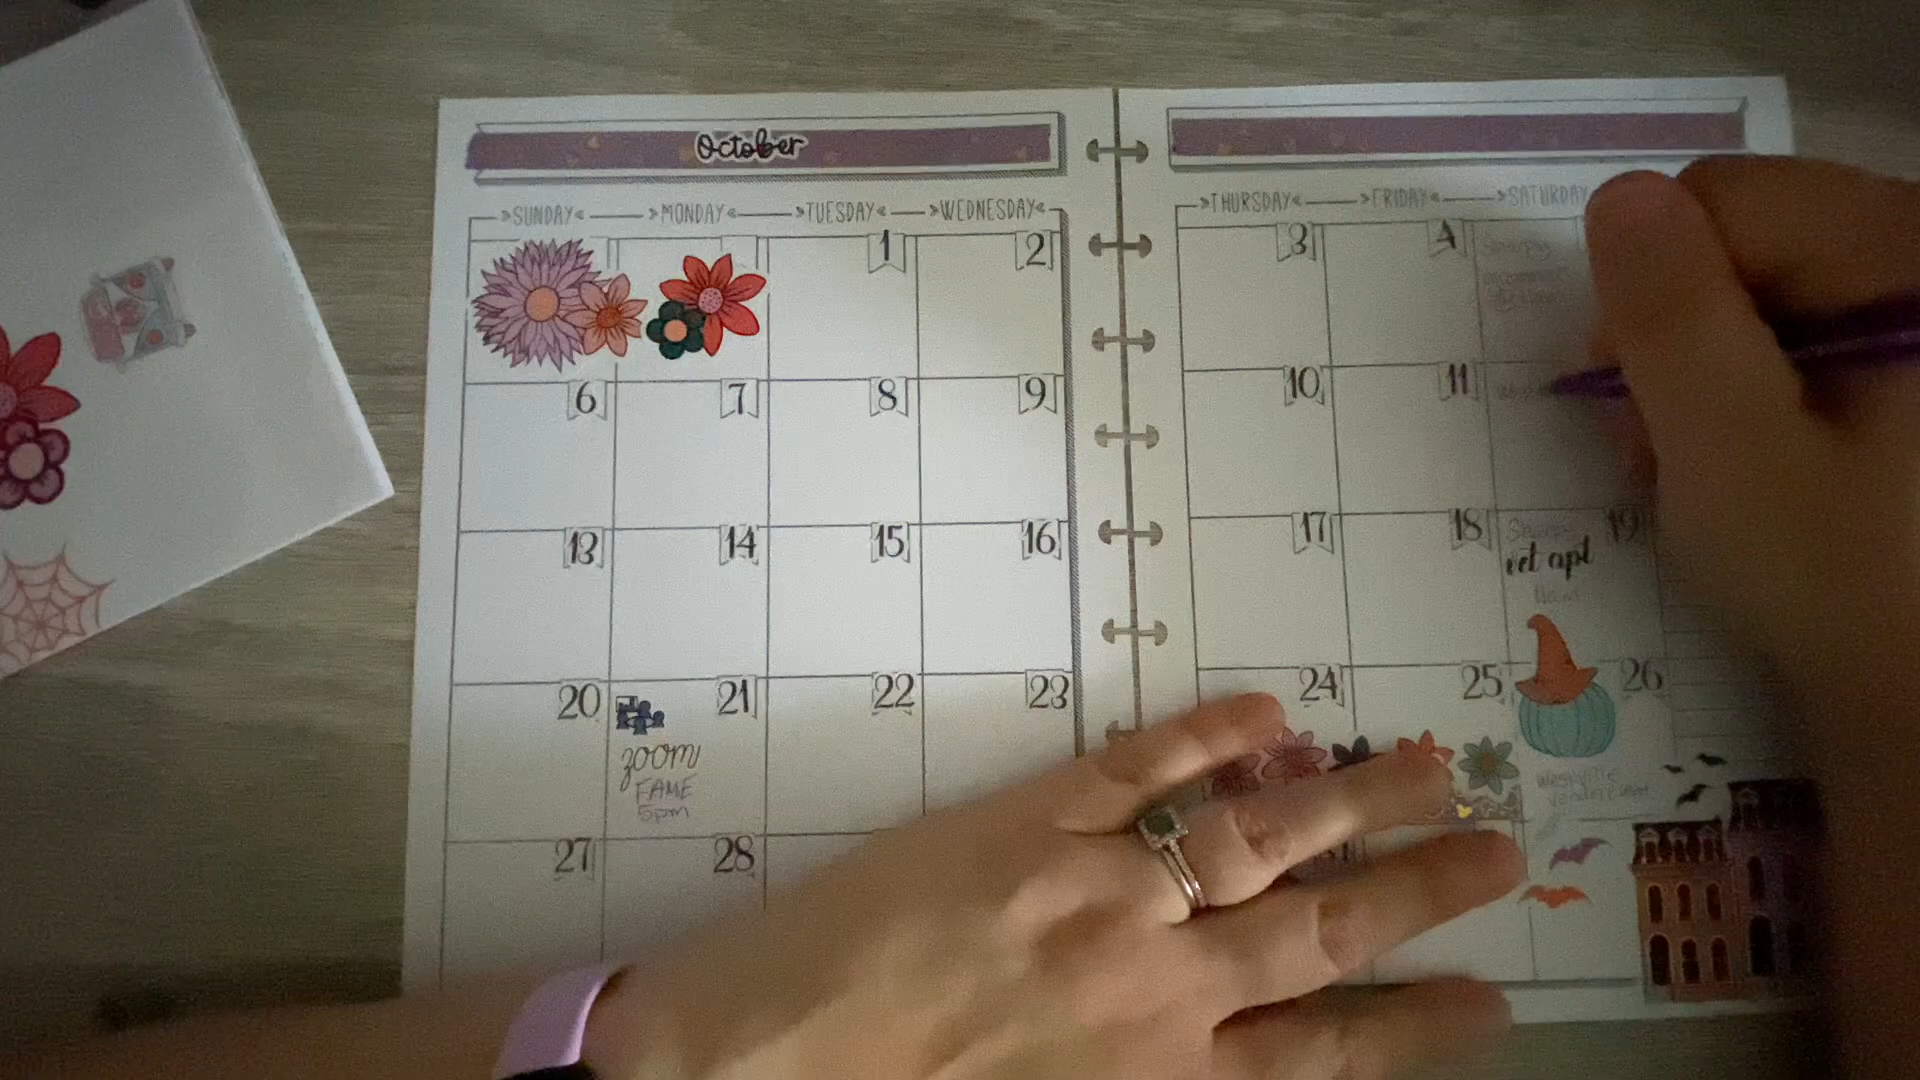 October
»SUNDAY« »MONDAY« »TUESDAY« »WEDNESDAY« »THURSDAY« »FRIDAY« »SATURDAY
1 2 3 4
6 7 8 9 10 11
13 14 15 16 17 18 19
vet apt
11am
20 21 22 23 24 25 26
zoom
FAME
5pm
27 28 31